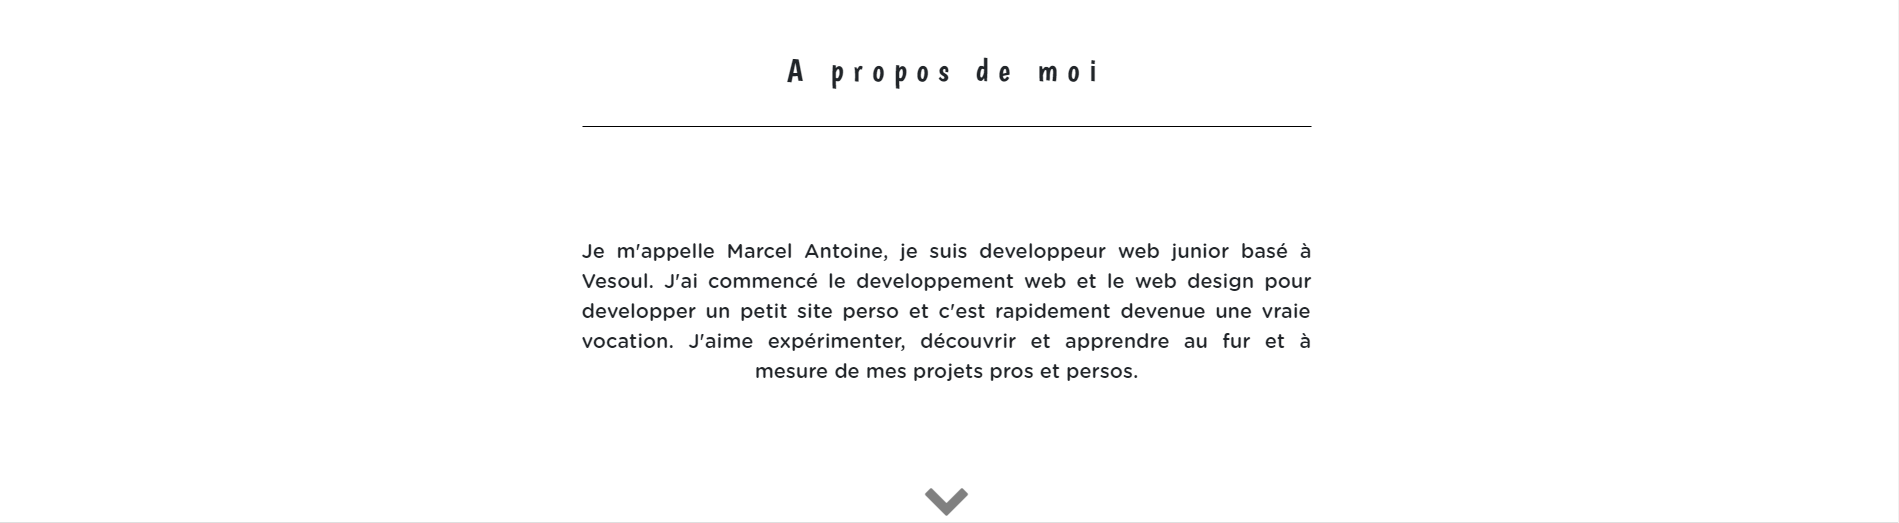 A propos de moi
Je m'appelle Marcel Antoine, je suis developpeur web junior basé à
Vesoul. J'ai commencé le developpement web et le web design pour
developper un petit site perso et c'est rapidement devenue une vraie
vocation. J'aime expérimenter, découvrir et apprendre au fur et à
mesure de mes projets pros et persos.